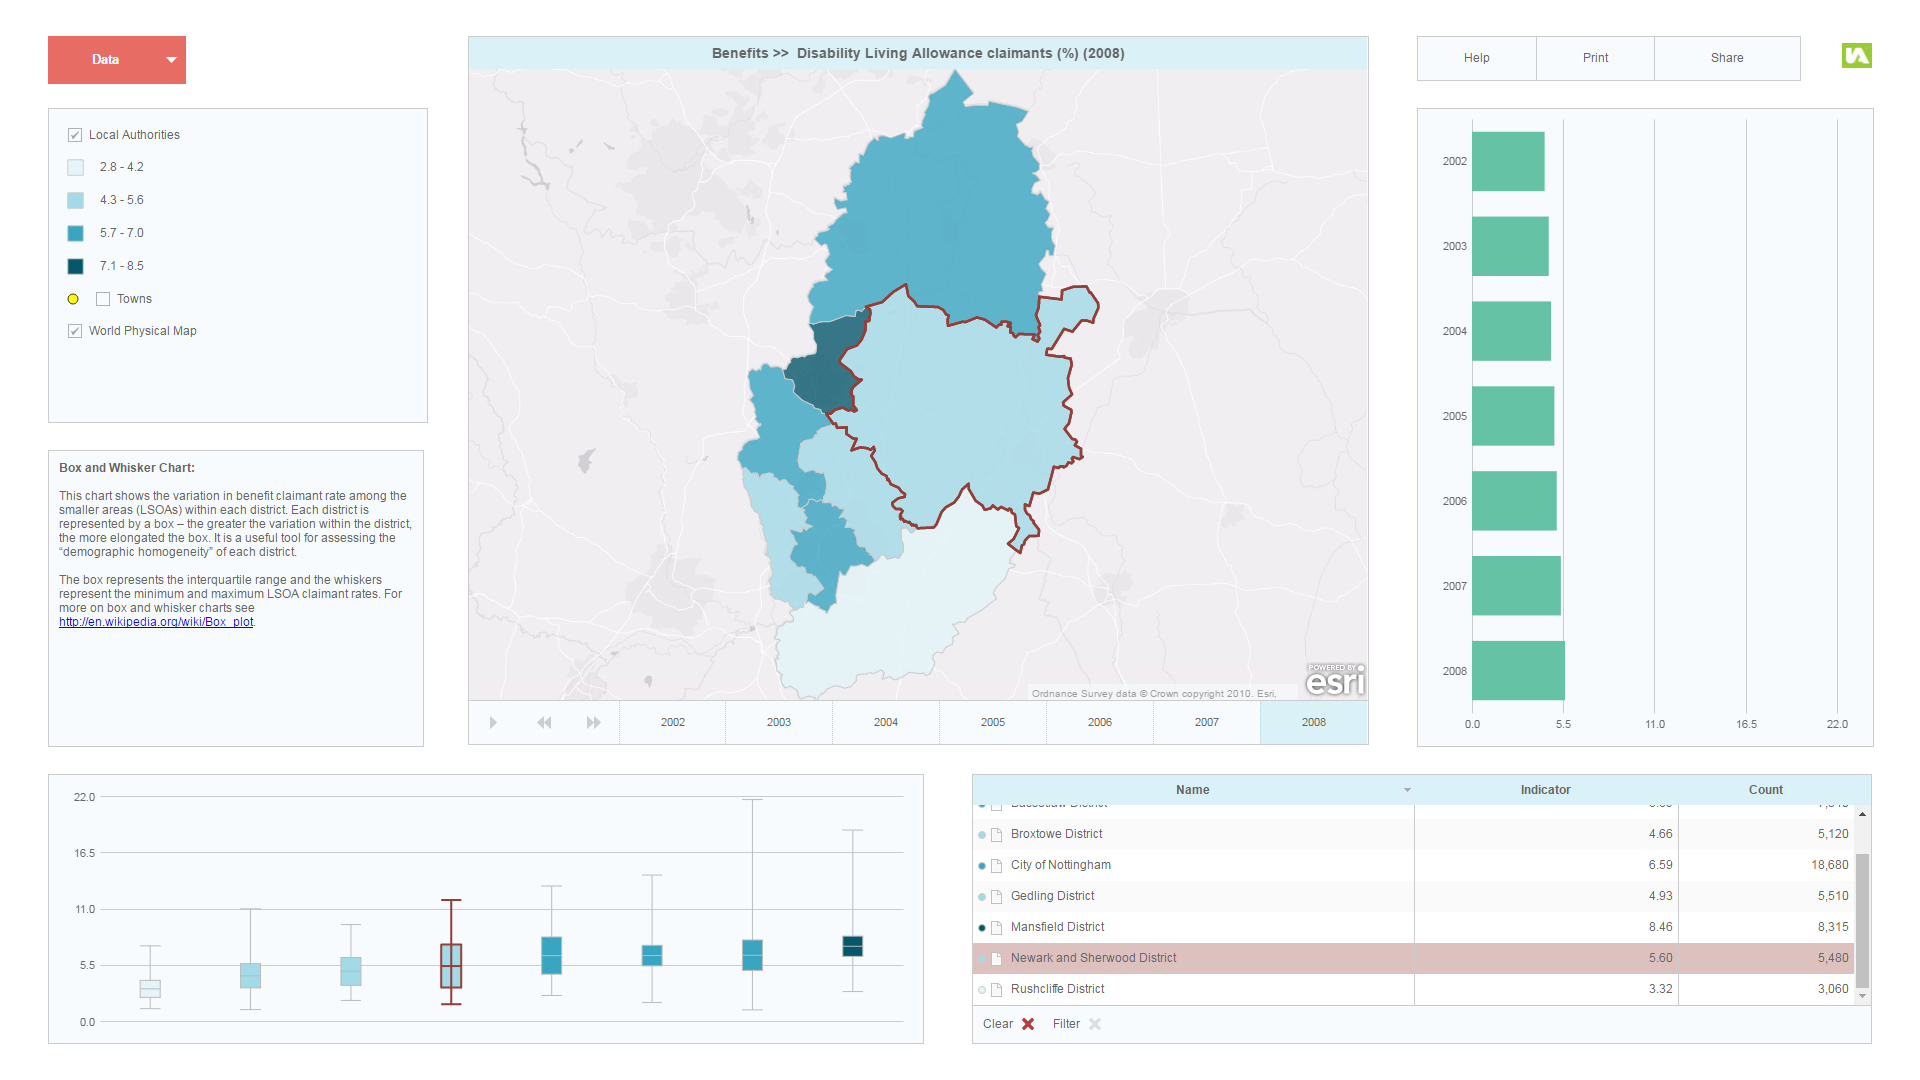 Data
Benefits >>  Disability Living Allowance claimants (%) (2008)
Help
Print
Share
Local Authorities
2.8 - 4.2
4.3 - 5.6
5.7 - 7.0
7.1 - 8.5
Towns
World Physical Map
Box and Whisker Chart:
This chart shows the variation in benefit claimant rate among the
smaller areas (LSOAs) within each district. Each district is
represented by a box – the greater the variation within the district,
the more elongated the box. It is a useful tool for assessing the
“demographic homogeneity” of each district.
The box represents the interquartile range and the whiskers
represent the minimum and maximum LSOA claimant rates. For
more on box and whisker charts see
http://en.wikipedia.org/wiki/Box_plot.
POWERED BY
esri
Ordnance Survey data © Crown copyright 2010. Esri,
2002
2003
2004
2005
2006
2007
2008
2002
2003
2004
2005
2006
2007
2008
0.0
5.5
11.0
16.5
22.0
22.0
16.5
11.0
5.5
0.0
Name
Indicator
Count
Broxtowe District 4.66 5,120
City of Nottingham 6.59 18,680
Gedling District 4.93 5,510
Mansfield District 8.46 8,315
Newark and Sherwood District 5.60 5,480
Rushcliffe District 3.32 3,060
Clear
Filter